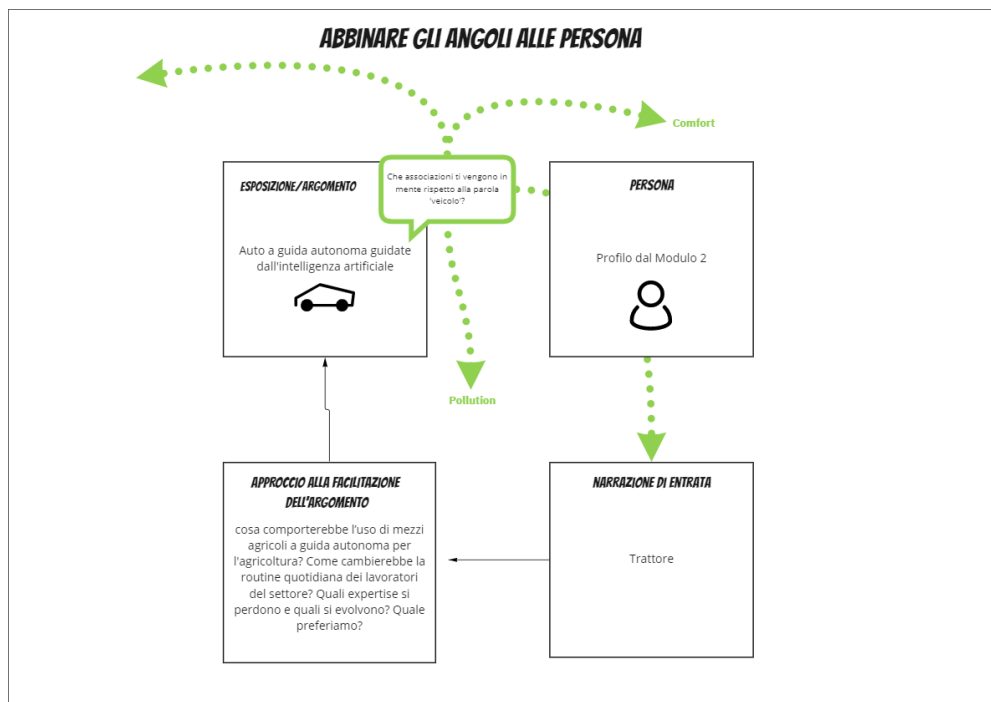 ABBINARE GLI ANGOLI ALLE PERSONA
Comfort
ESPOSIZIONE/ARGOMENTO
Che associazioni ti vengono in
mente rispetto alla parola
'veicolo'?
PERSONA
Auto a guida autonoma guidate
dall'intelligenza artificiale
Profilo dal Modulo 2
Pollution
APPROCCIO ALLA FACILITAZIONE
DELL'ARGOMENTO
cosa comporterebbe l'uso di mezzi
agricoli a guida autonoma per
l'agricoltura? Come cambierebbe la
routine quotidiana dei lavoratori
del settore? Quali expertise si
perdono e quali si evolvono? Quale
preferiamo?
NARRAZIONE DI ENTRATA
Trattore